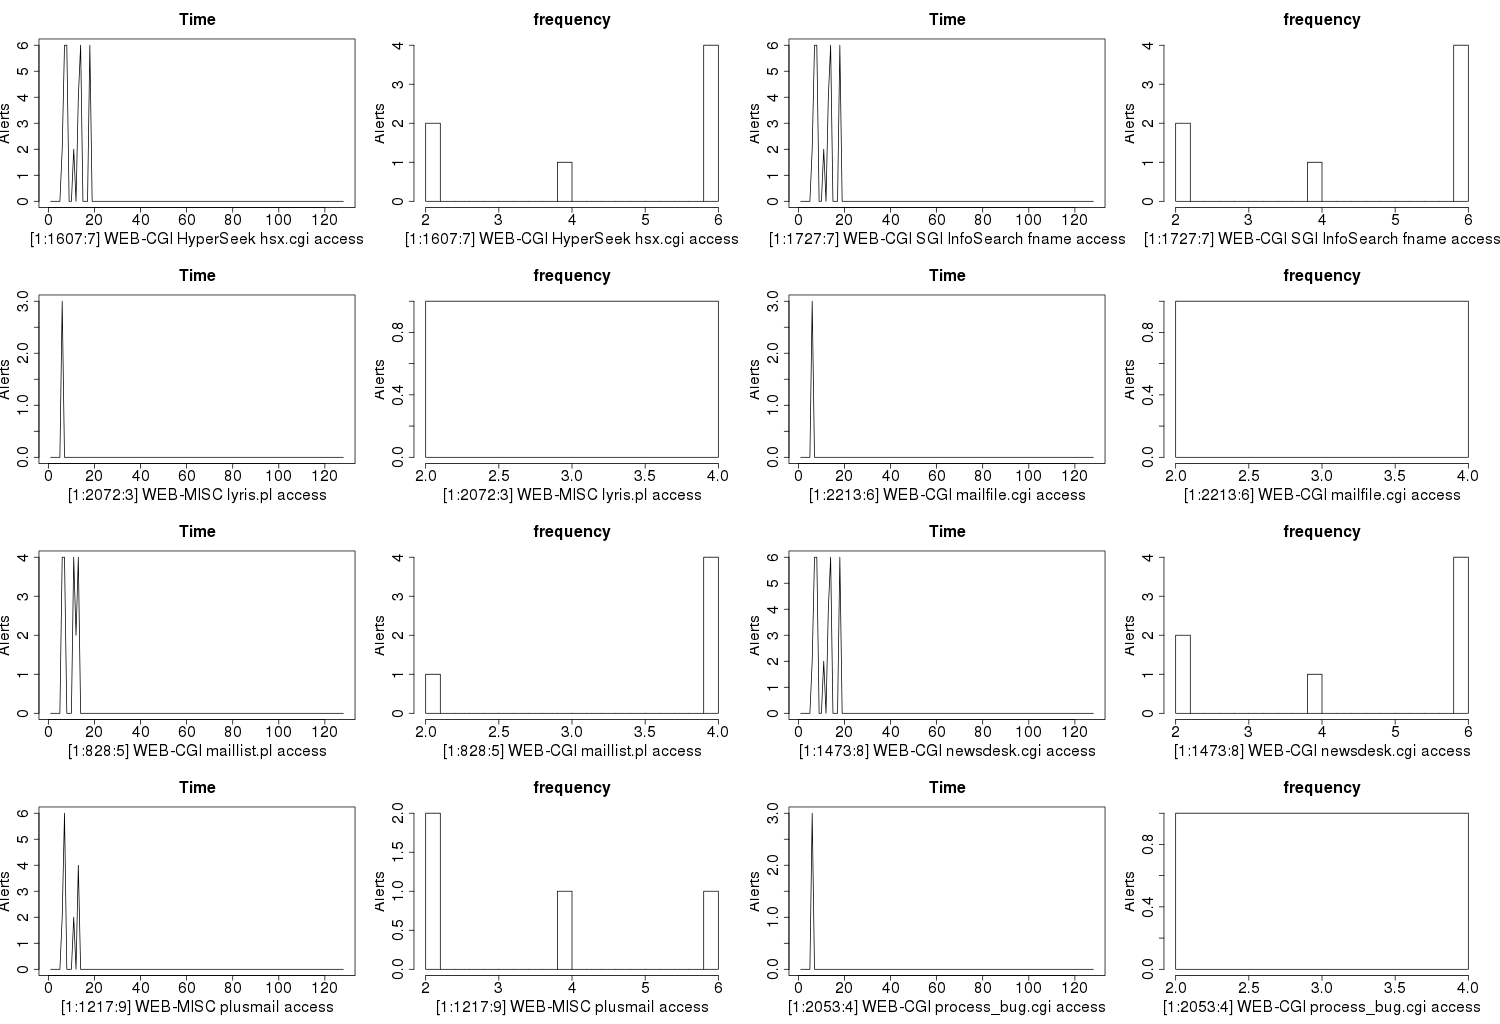 Time frequency Time frequency
Alerts 0 1 2 3 4 5 6 Alerts 0 1 2 3 4 Alerts 0 1 2 3 4 5 6 Alerts 0 1 2 3 4
0 20 40 60 80 100 120 2 3 4 5 6 0 20 40 60 80 100 120 2 3 4 5 6
[1:1607:7] WEB-CGI HyperSeek hsx.cgi access [1:1607:7] WEB-CGI HyperSeek hsx.cgi access [1:1727:7] WEB-CGI SGI InfoSearch fname access [1:1727:7] WEB-CGI SGI InfoSearch fname access
Time frequency Time frequency
Alerts 0.0 1.0 2.0 3.0 Alerts 0.0 0.4 0.8 Alerts 0.0 1.0 2.0 3.0 Alerts 0.0 0.4 0.8
0 20 40 60 80 100 120 2.0 2.5 3.0 3.5 4.0 0 20 40 60 80 100 120 2.0 2.5 3.0 3.5 4.0
[1:2072:3] WEB-MISC lyris.pl access [1:2072:3] WEB-MISC lyris.pl access [1:2213:6] WEB-CGI mailfile.cgi access [1:2213:6] WEB-CGI mailfile.cgi access
Time frequency Time frequency
Alerts 0 1 2 3 4 Alerts 0 1 2 3 4 Alerts 0 1 2 3 4 5 6 Alerts 0 1 2 3 4
0 20 40 60 80 100 120 2.0 2.5 3.0 3.5 4.0 0 20 40 60 80 100 120 2 3 4 5 6
[1:828:5] WEB-CGI maillist.pl access [1:828:5] WEB-CGI maillist.pl access [1:1473:8] WEB-CGI newsdesk.cgi access [1:1473:8] WEB-CGI newsdesk.cgi access
Time frequency Time frequency
Alerts 0 1 2 3 4 5 6 Alerts 0.0 0.5 1.0 1.5 2.0 Alerts 0.0 1.0 2.0 3.0 Alerts 0.0 0.4 0.8
0 20 40 60 80 100 120 2 3 4 5 6 0 20 40 60 80 100 120 2.0 2.5 3.0 3.5 4.0
[1:1217:9] WEB-MISC plusmail access [1:1217:9] WEB-MISC plusmail access [1:2053:4] WEB-CGI process_bug.cgi access [1:2053:4] WEB-CGI process_bug.cgi access